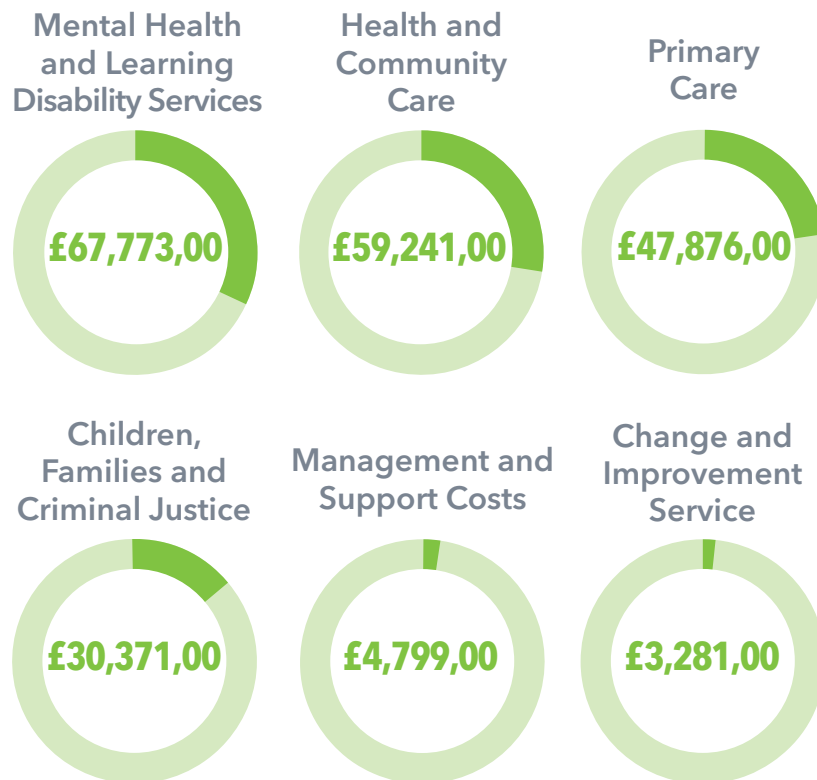 Mental Health
and Learning
Disability Services
£67,773,00
Health and
Community
Care
£59,241,00
Primary
Care
£47,876,00
Children,
Families and
Criminal Justice
£30,371,00
Management and
Support Costs
£4,799,00
Change and
Improvement
Service
£3,281,00